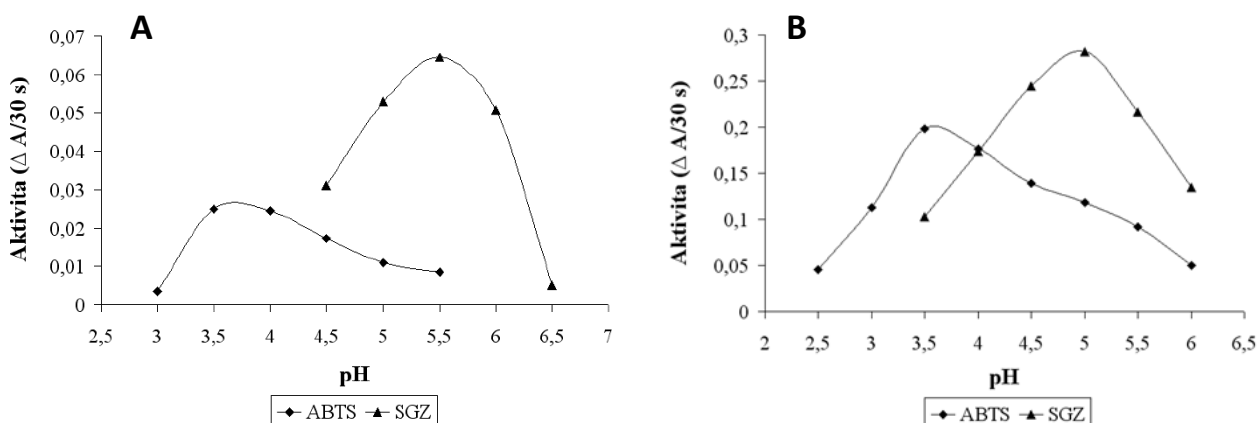 A
0,07
0,06
0,05
0,04
0,03
0,02
0,01
0
Aktivita (Δ A/30 s)
2,5 3 3,5 4 4,5 5 5,5 6 6,5 7
pH
ABTS SGZ
B
0,3
0,25
0,2
0,15
0,1
0,05
0
Aktivita (Δ A/30 s)
2 2,5 3 3,5 4 4,5 5 5,5 6 6,5
pH
ABTS SGZ